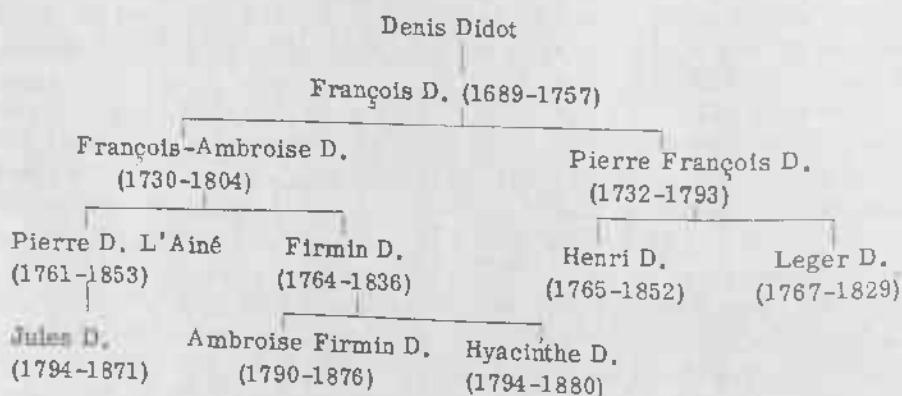 Denis Didot
François D. (1689-1757)
François-Ambroise D.
(1730-1804)
Pierre François D.
(1732-1793)
Pierre D. L'Ainé
(1761-1853)
Firmin D.
(1764-1836)
Henri D.
(1765-1852)
Leger D.
(1767-1829)
Jules D.
(1794-1871)
Ambroise Firmin D.
(1790-1876)
Hyacinthe D.
(1794-1880)